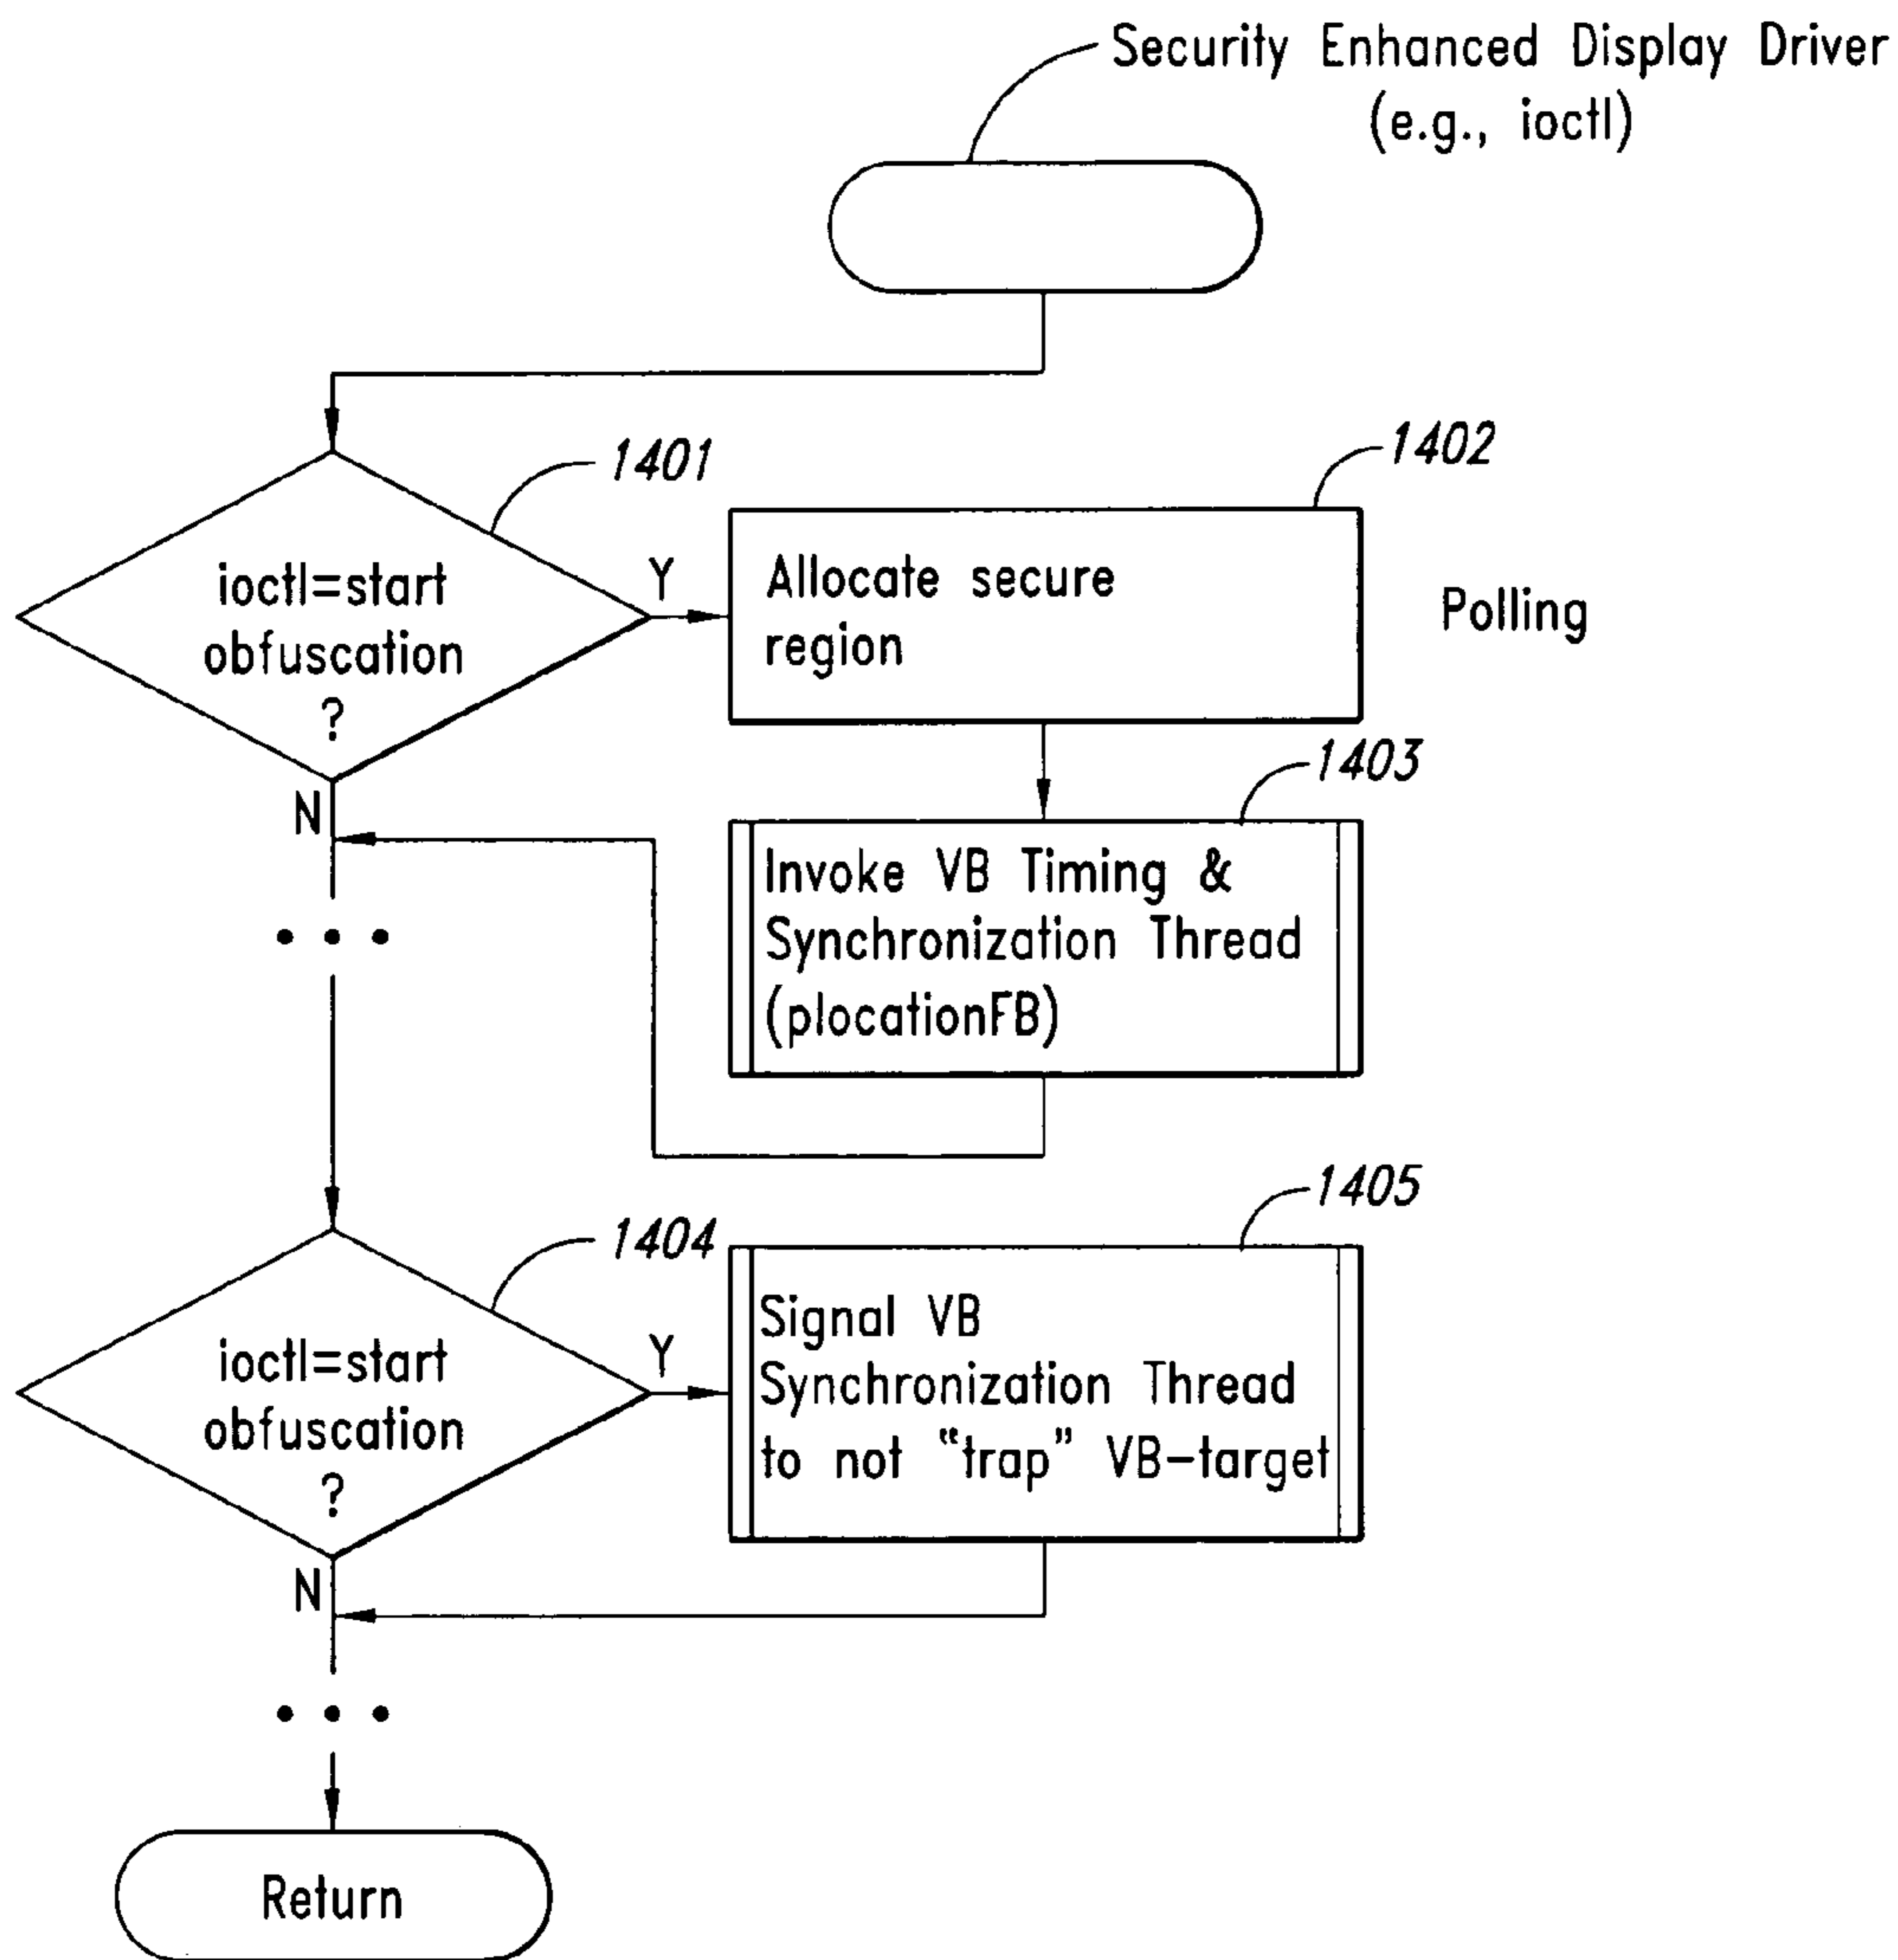 Security Enhanced Display Driver
(e.g., ioctl)
1401
ioctl=start
obfuscation
?
Y
N
1402
Allocate secure
region
Polling
1403
Invoke VB Timing &
Synchronization Thread
(plocationFB)
• • •
1404
ioctl=start
obfuscation
?
Y
N
1405
Signal VB
Synchronization Thread
to not "trap" VB-target
• • •
Return